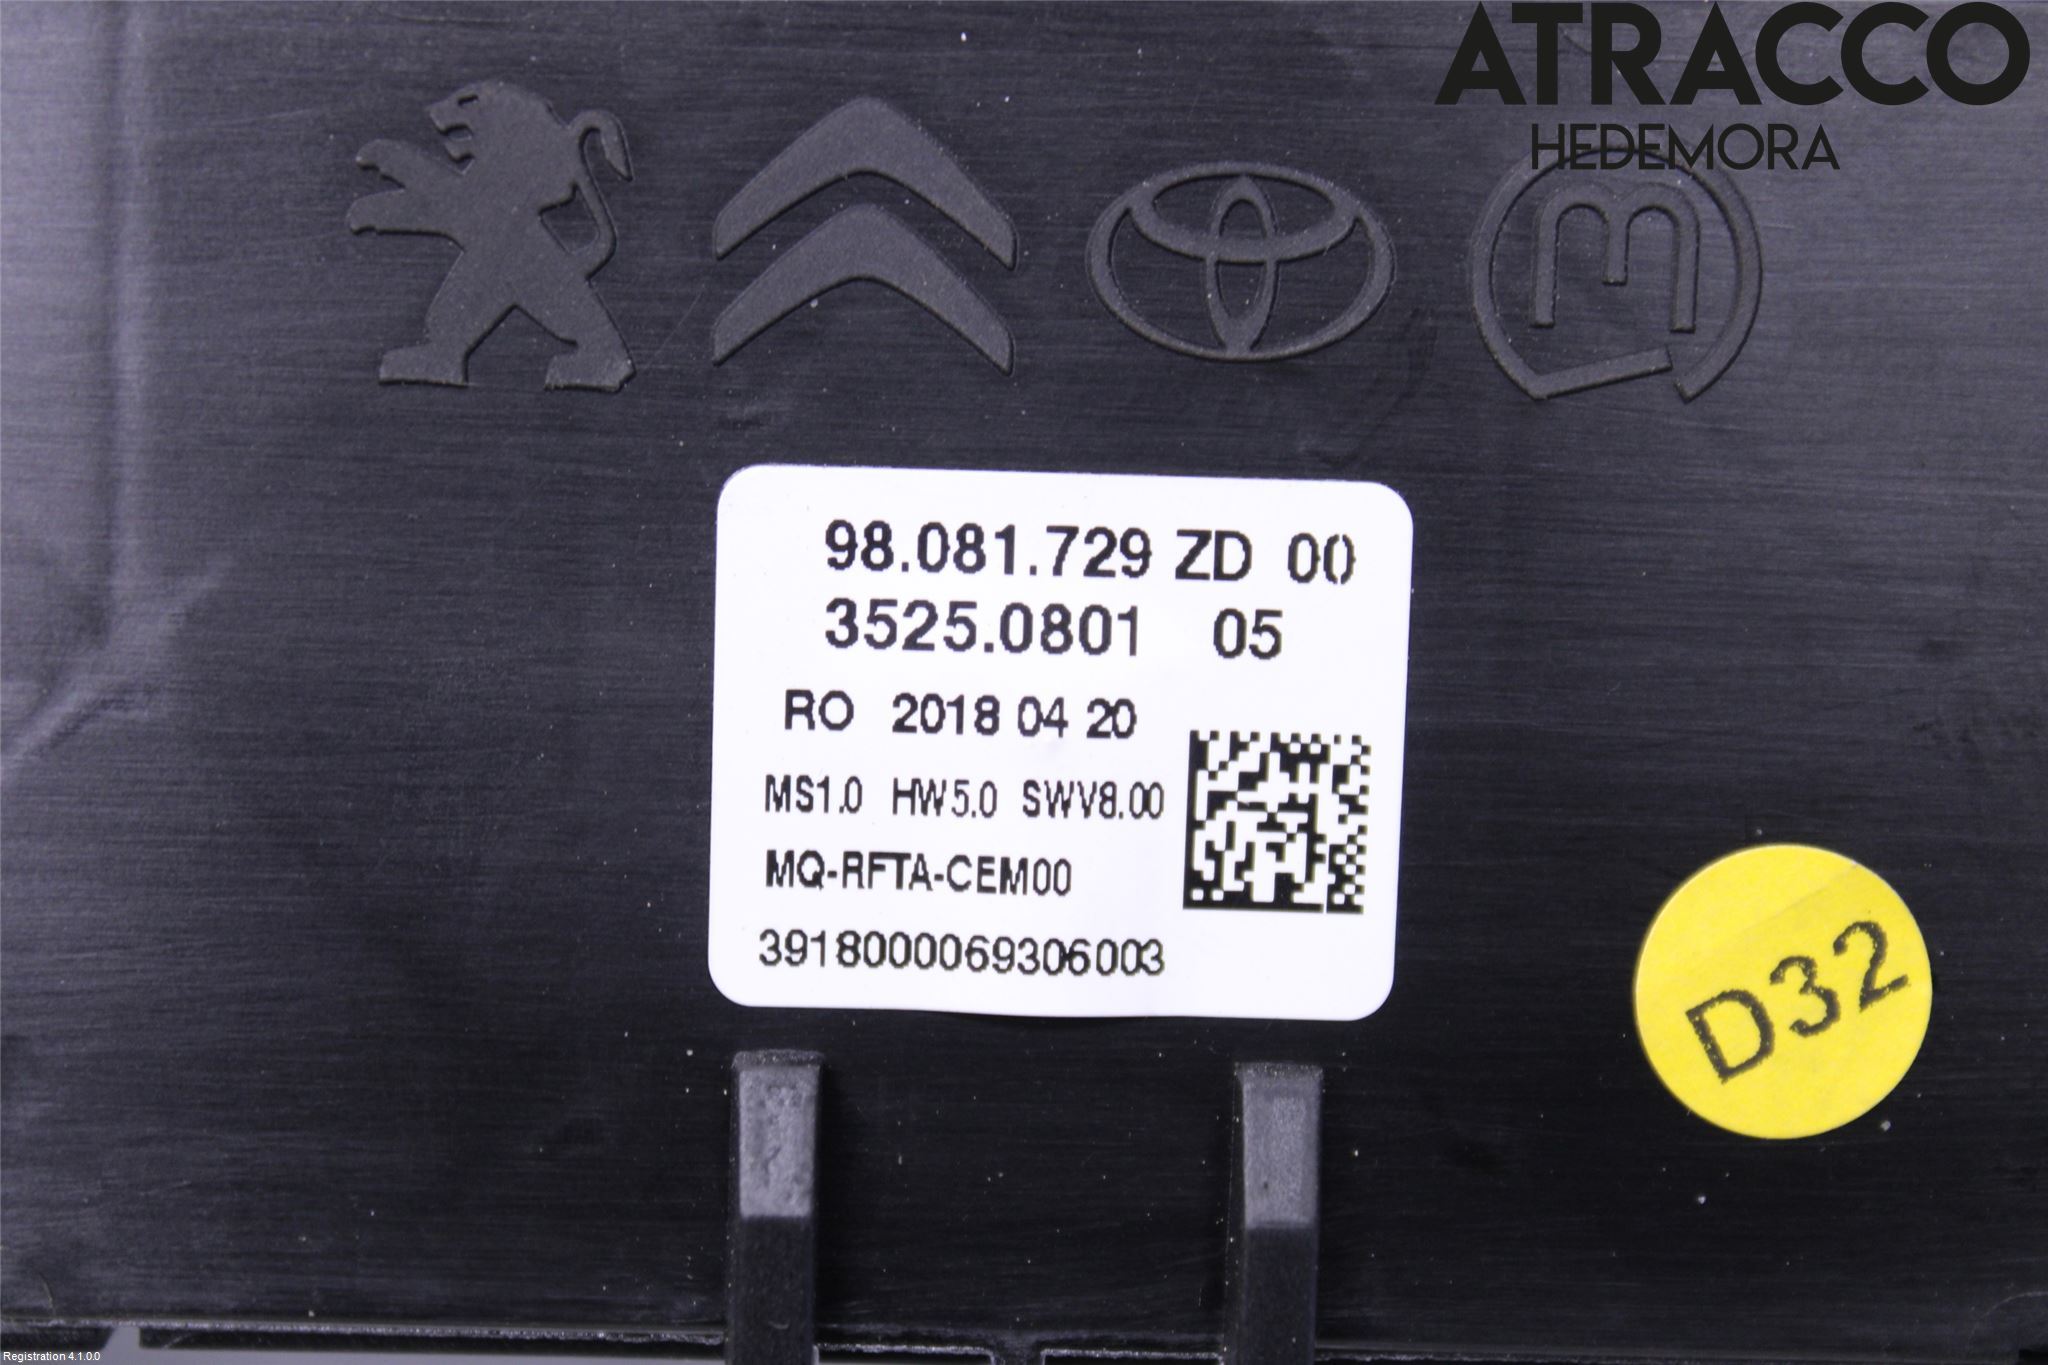 ATRACCO
HEDEMORA
98.081.729 ZD 00
3525.0801 05
RO 2018 04 20
MS1.0 HW5.0 SWV8.00
MQ-RFTA-CEM00
3918000069306003
D32
Registration 4.1.0.0